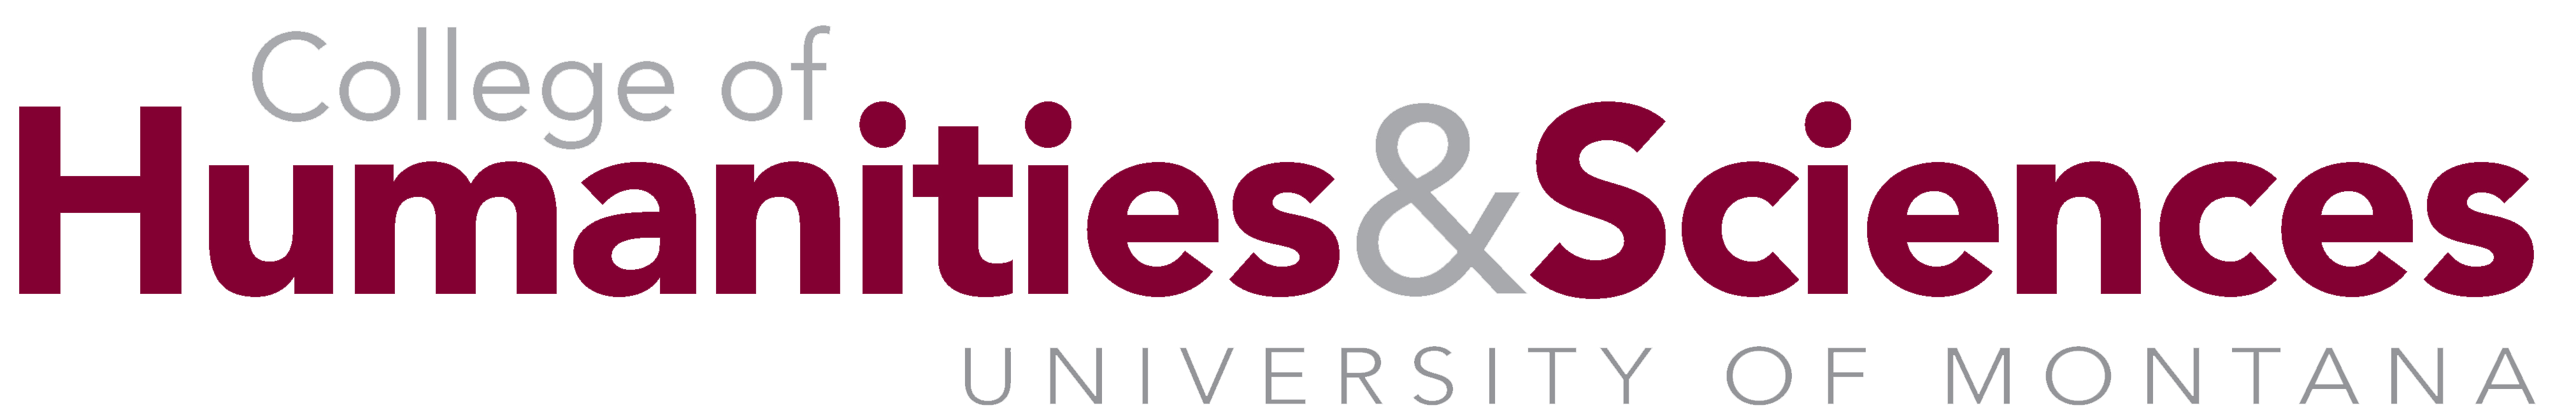 College of
Humanities&Sciences
UNIVERSITY OF MONTANA